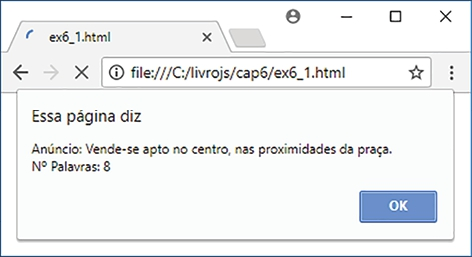 ex6_1.html
file:///C:/livrojs/cap6/ex6_1.html
Essa página diz
Anúncio: Vende-se apto no centro, nas proximidades da praça.
Nº Palavras: 8
OK